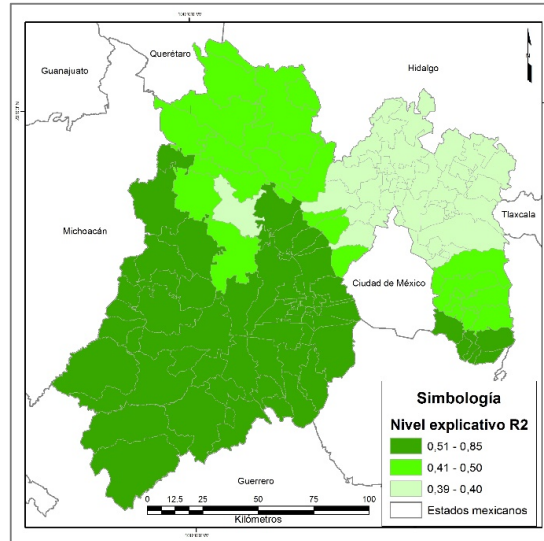 Querétaro
Guanajuato
Hidalgo
Tlaxcala
Michoacán
Ciudad de México
Guerrero
Simbología
Nivel explicativo R2
0,51 - 0,85
0,41 - 0,50
0,39 - 0,40
Estados mexicanos
0 12.5 25 50 75 100
Kilómetros